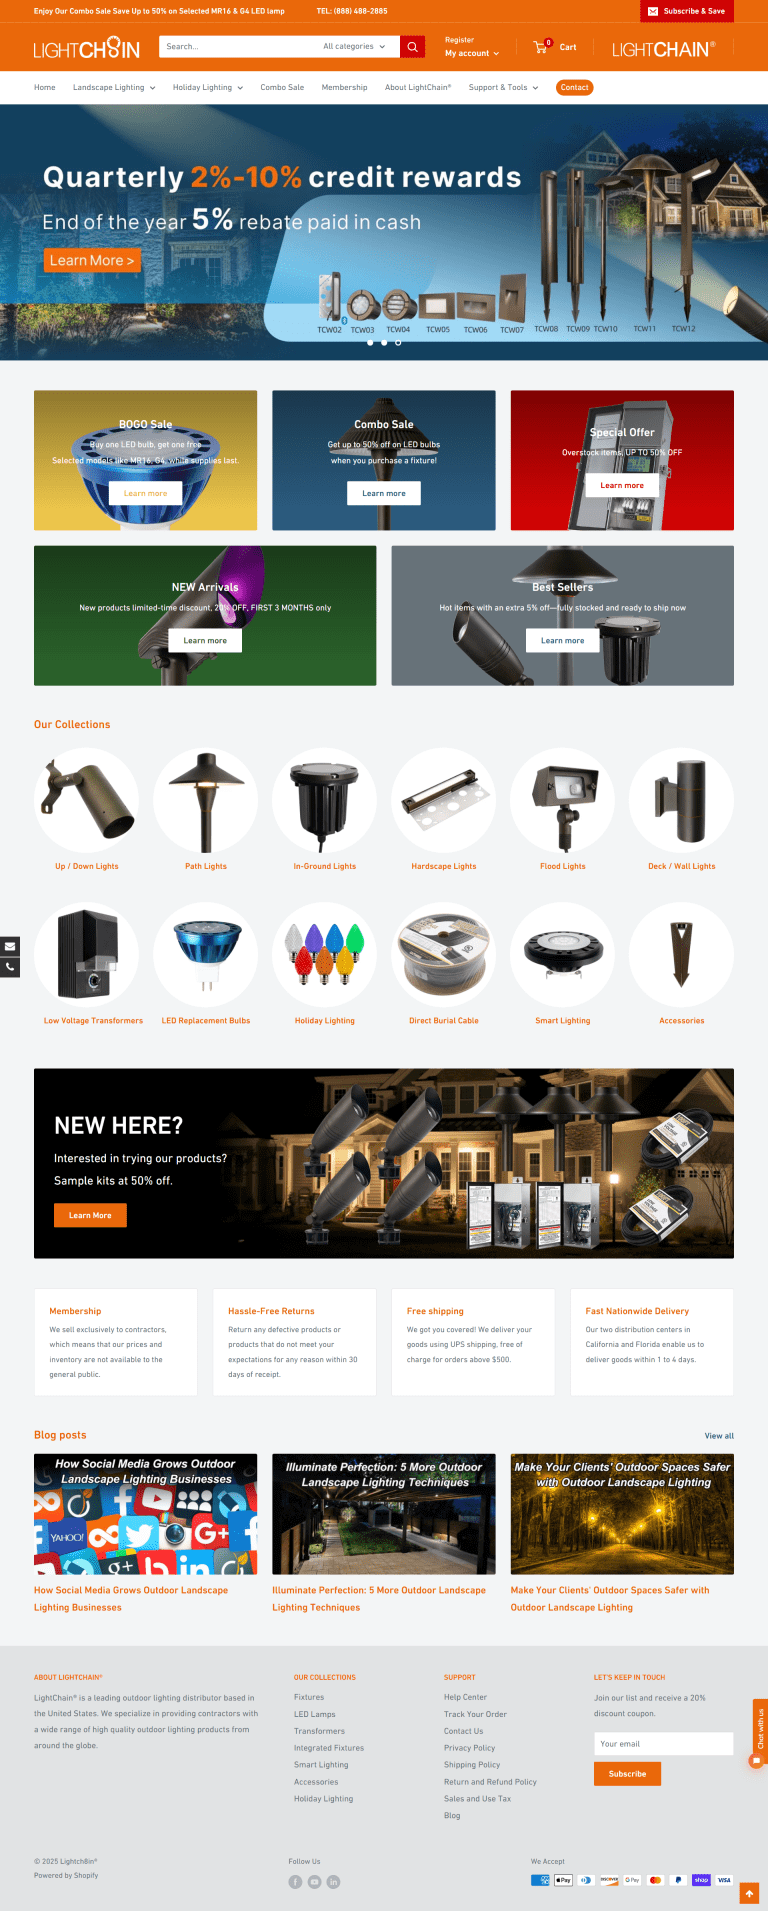 Enjoy Our Combo Sale Save Up to 50% on Selected MR16 & G4 LED lamp
TEL: (888) 488-2885
Subscribe & Save
LIGHTCH8IN
Search...
All categories
Register
My account
0
Cart
LIGHTCHAIN®
Home
Landscape Lighting
Holiday Lighting
Combo Sale
Membership
About LightChain®
Support & Tools
Contact
Quarterly 2%-10% credit rewards
End of the year 5% rebate paid in cash
Learn More >
TCW02
TCW03
TCW04
TCW05
TCW06
TCW07
TCW08
TCW09
TCW10
TCW11
TCW12
BOGO Sale
Buy one LED bulb, get one free
Selected models like MR16, G4, while supplies last.
Learn more
Combo Sale
Get up to 50% off on LED bulbs
when you purchase a fixture!
Learn more
Special Offer
Overstock items, UP TO 50% OFF
Learn more
NEW Arrivals
New products limited-time discount, 20% OFF, FIRST 3 MONTHS only
Learn more
Best Sellers
Hot items with an extra 5% off—fully stocked and ready to ship now
Learn more
Our Collections
Up / Down Lights
Path Lights
In-Ground Lights
Hardscape Lights
Flood Lights
Deck / Wall Lights
Low Voltage Transformers
LED Replacement Bulbs
Holiday Lighting
Direct Burial Cable
Smart Lighting
Accessories
NEW HERE?
Interested in trying our products?
Sample kits at 50% off.
Learn More
Membership
We sell exclusively to contractors,
which means that our prices and
inventory are not available to the
general public.
Hassle-Free Returns
Return any defective products or
products that do not meet your
expectations for any reason within 30
days of receipt.
Free shipping
We got you covered! We deliver your
goods using UPS shipping, free of
charge for orders above $500.
Fast Nationwide Delivery
Our two distribution centers in
California and Florida enable us to
deliver goods within 1 to 4 days.
Blog posts
View all
How Social Media Grows Outdoor
Landscape Lighting Businesses
YAHOO!
Illuminate Perfection: 5 More Outdoor
Landscape Lighting Techniques
Make Your Clients' Outdoor Spaces Safer
with Outdoor Landscape Lighting
How Social Media Grows Outdoor Landscape
Lighting Businesses
Illuminate Perfection: 5 More Outdoor Landscape
Lighting Techniques
Make Your Clients' Outdoor Spaces Safer with
Outdoor Landscape Lighting
ABOUT LIGHTCHAIN®
LightChain® is a leading outdoor lighting distributor based in
the United States. We specialize in providing contractors with
a wide range of high quality outdoor lighting products from
around the globe.
OUR COLLECTIONS
Fixtures
LED Lamps
Transformers
Integrated Fixtures
Smart Lighting
Accessories
Holiday Lighting
SUPPORT
Help Center
Track Your Order
Contact Us
Privacy Policy
Shipping Policy
Return and Refund Policy
Sales and Use Tax
Blog
LET'S KEEP IN TOUCH
Join our list and receive a 20%
discount coupon.
Your email
Subscribe
Chat with us
© 2025 Lightch8in®
Powered by Shopify
Follow Us
We Accept
Pay
DISCOVER
G Pay
shop
VISA